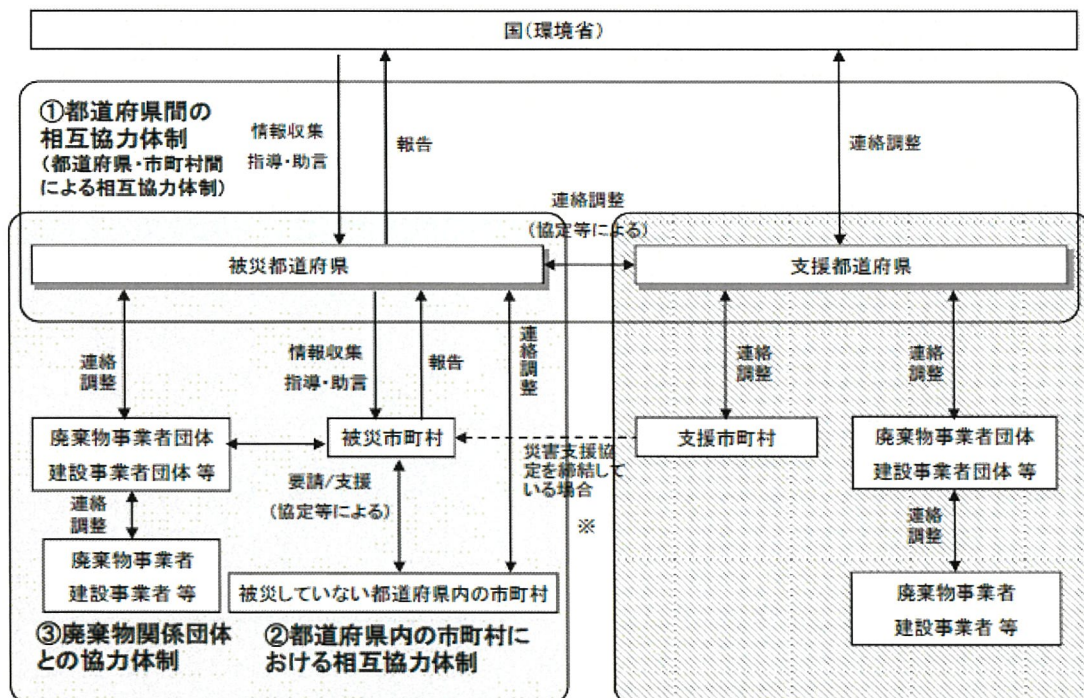 国(環境省)
①都道府県間の
相互協力体制
(都道府県・市町村間
による相互協力体制)
情報収集
指導・助言
報告
連絡調整
連絡調整
(協定等による)
被災都道府県
支援都道府県
連絡
調整
情報収集
指導・助言
報告
連絡
調整
連絡
調整
連絡
調整
廃棄物事業者団体
建設事業者団体 等
被災市町村
災害支援協
定を締結して
いる場合
※
支援市町村
廃棄物事業者団体
建設事業者団体 等
連絡
調整
要請/支援
(協定等による)
連絡
調整
廃棄物事業者
建設事業者 等
被災していない都道府県内の市町村
廃棄物事業者
建設事業者 等
③廃棄物関係団体
との協力体制
②都道府県内の市町村に
おける相互協力体制